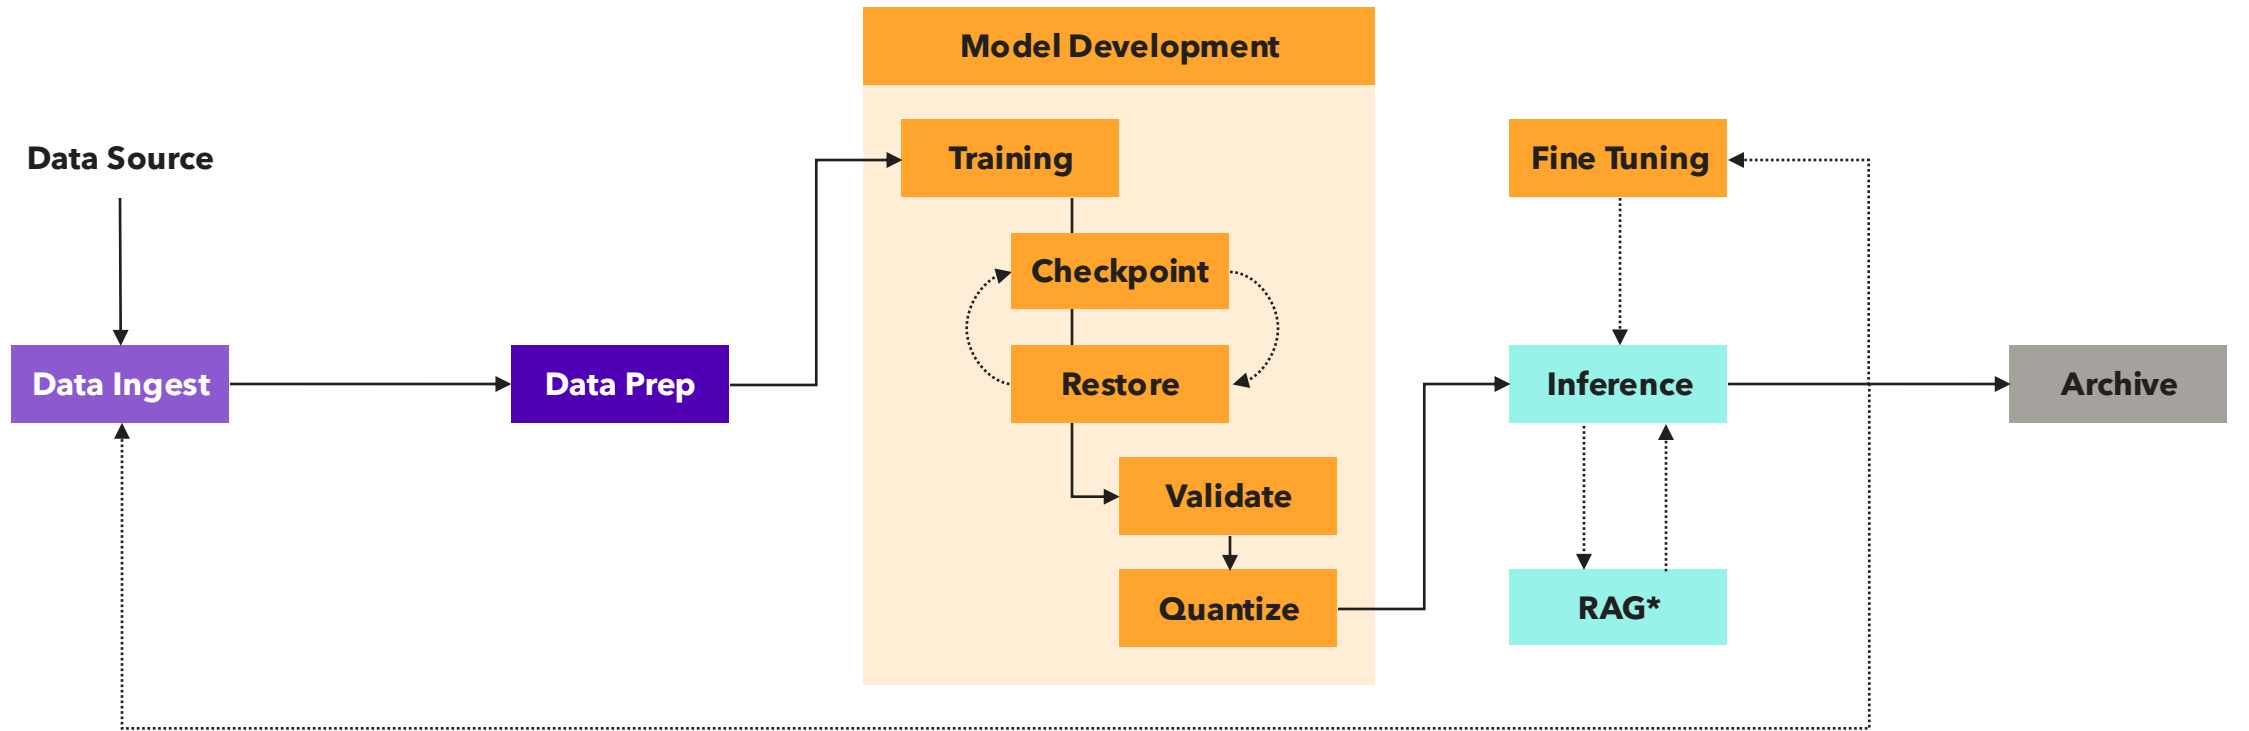 Model Development
Data Source
Training
Fine Tuning
Checkpoint
Data Ingest
Data Prep
Restore
Inference
Archive
Validate
Quantize
RAG*